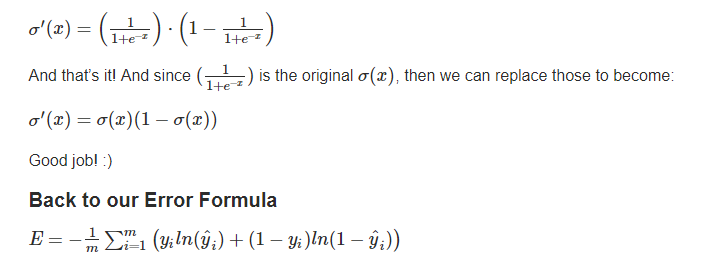 σ′(x) = (1/(1+e^{−x})) · (1 − 1/(1+e^{−x}))
And that's it! And since (1/(1+e^{−x})) is the original σ(x), then we can replace those to become:
σ′(x) = σ(x)(1 − σ(x))
Good job! :)
Back to our Error Formula
E = −1/m ∑_{i=1}^{m} (y_i ln(ŷ_i) + (1 − y_i)ln(1 − ŷ_i))